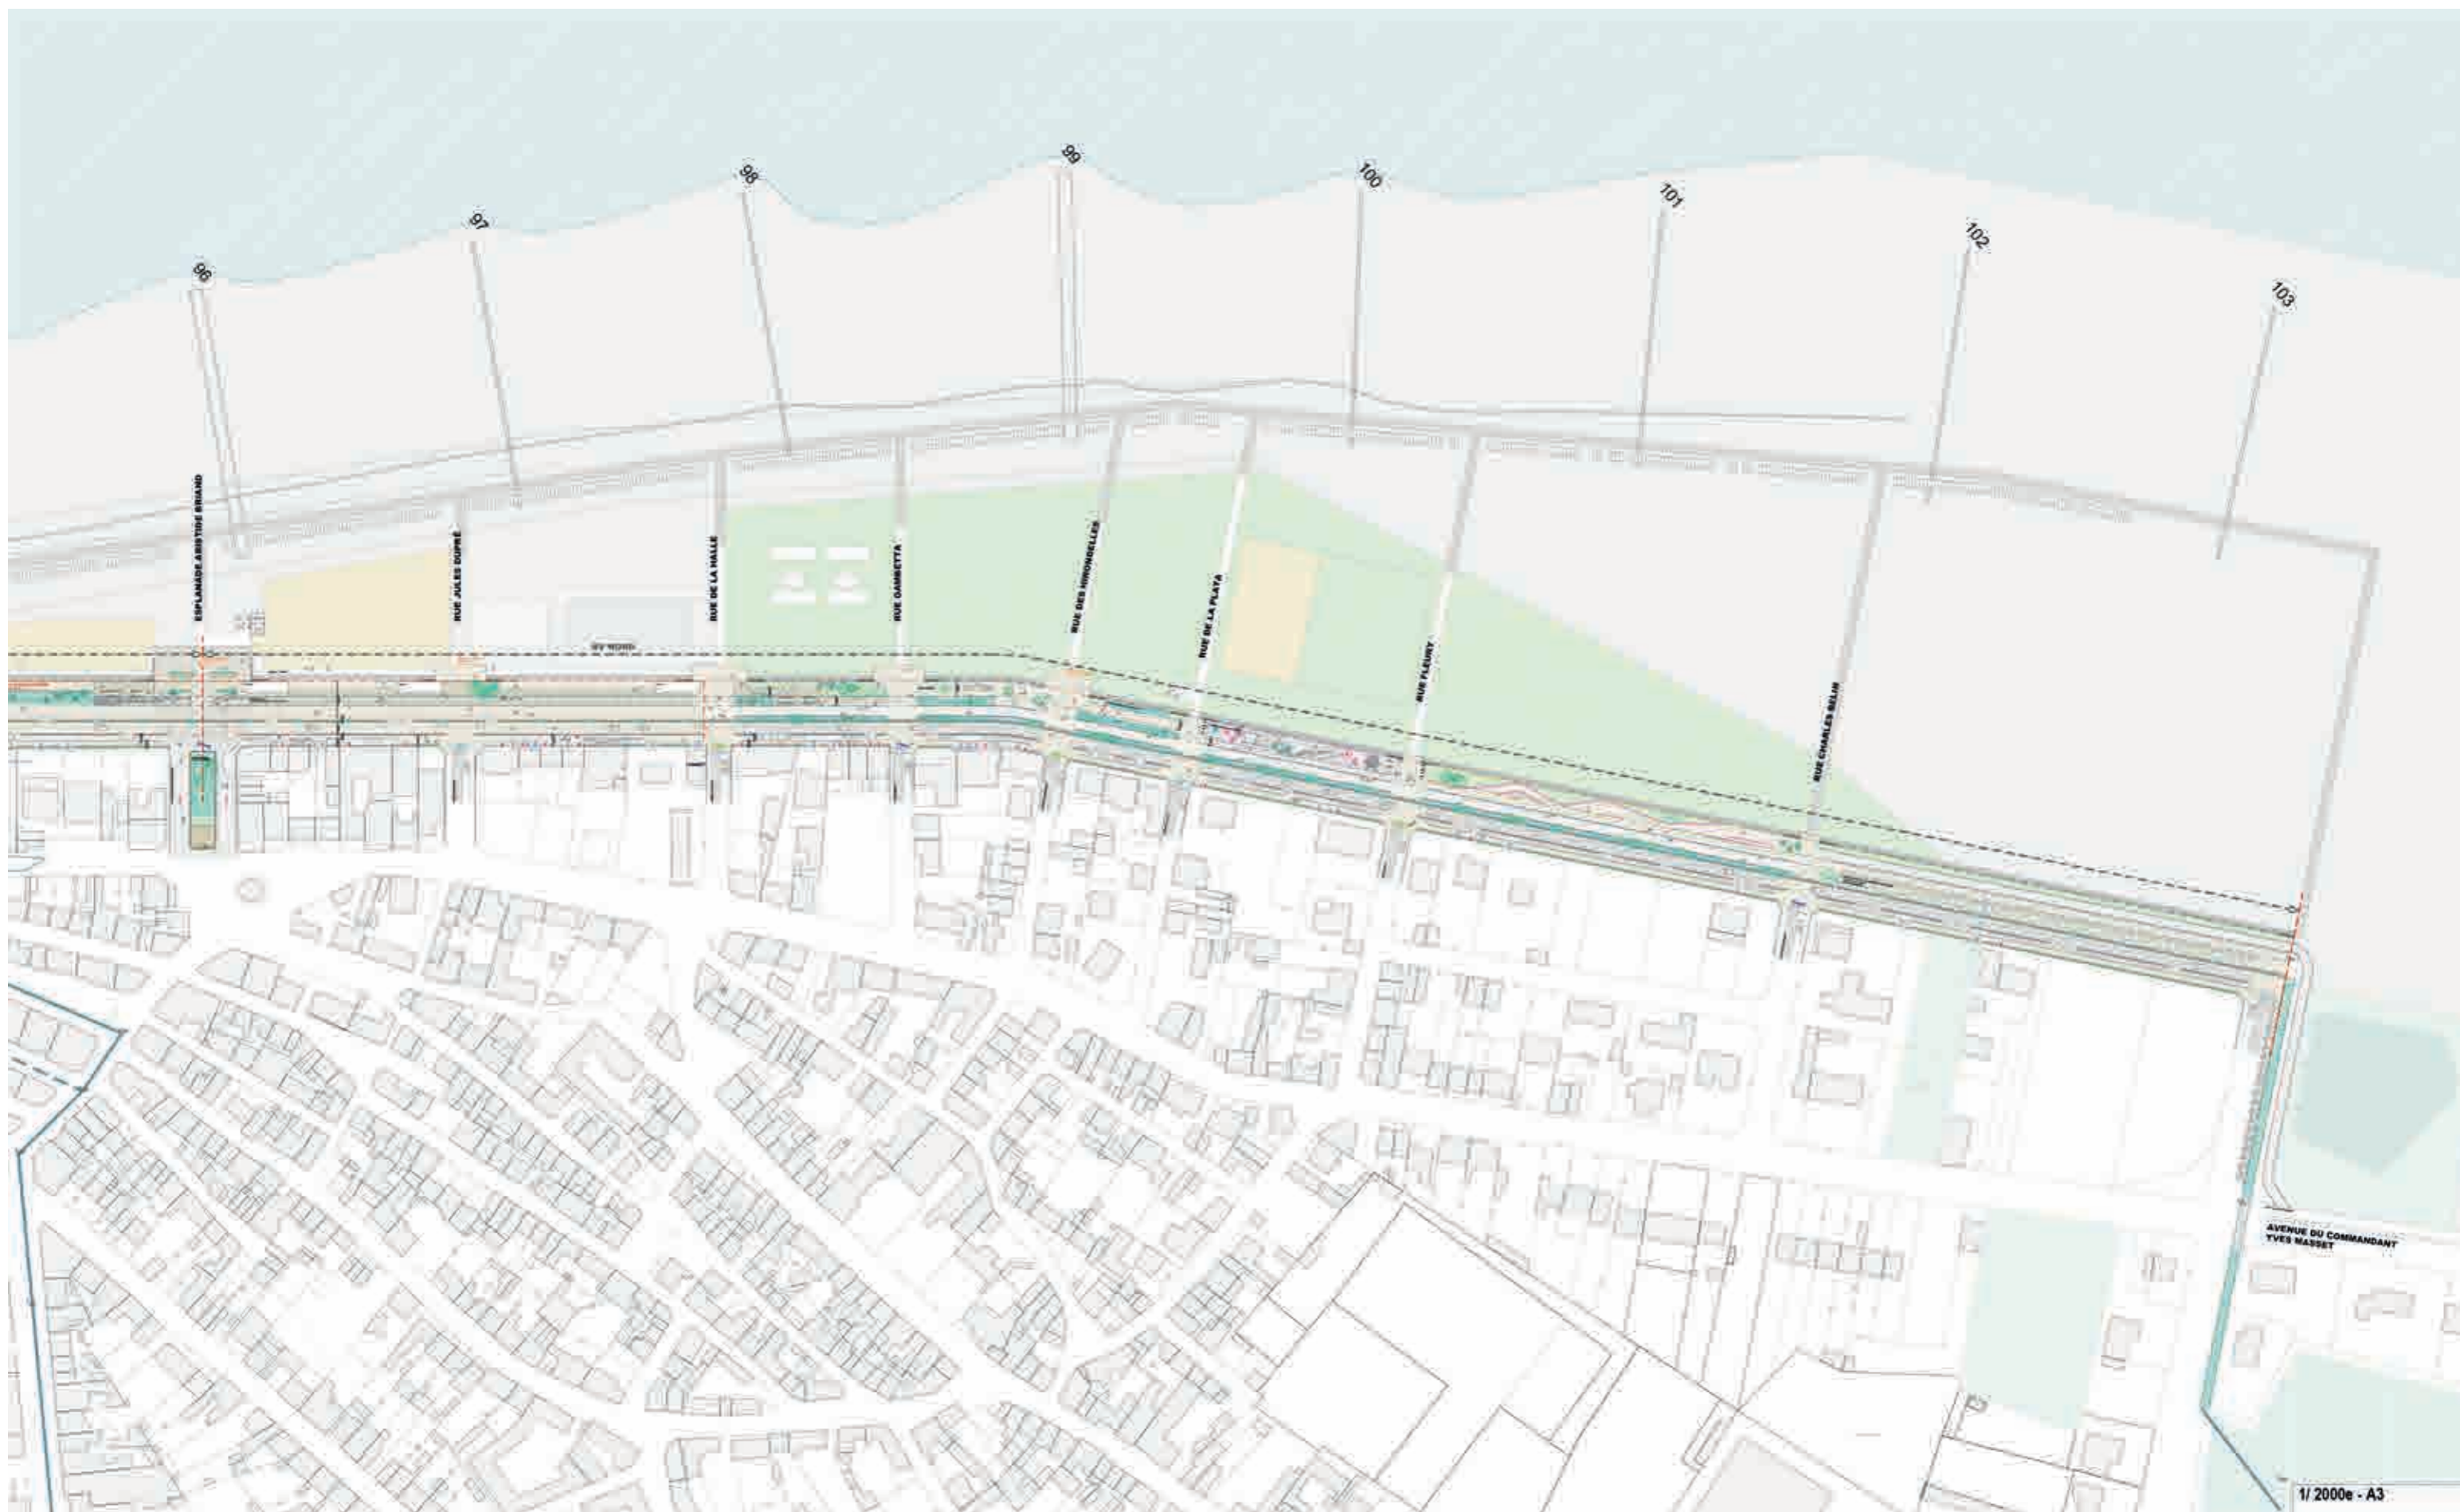 99
98
100
101
97
102
96
103
ESPLANADE ARISTIDE BRIAND
RUE JULES DUPRÉ
RUE DE LA HALLE
RUE GAMBETTA
RUE DES HIRONDELLES
RUE DE LA PLAYA
RUE FLEURY
RUE CHARLES BELIN
AVENUE DU COMMANDANT
YVES MASSET
1/ 2000e - A3